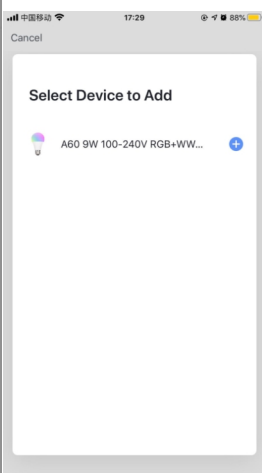 中国移动 17:29 88%
Cancel
Select Device to Add
A60 9W 100-240V RGB+WW...